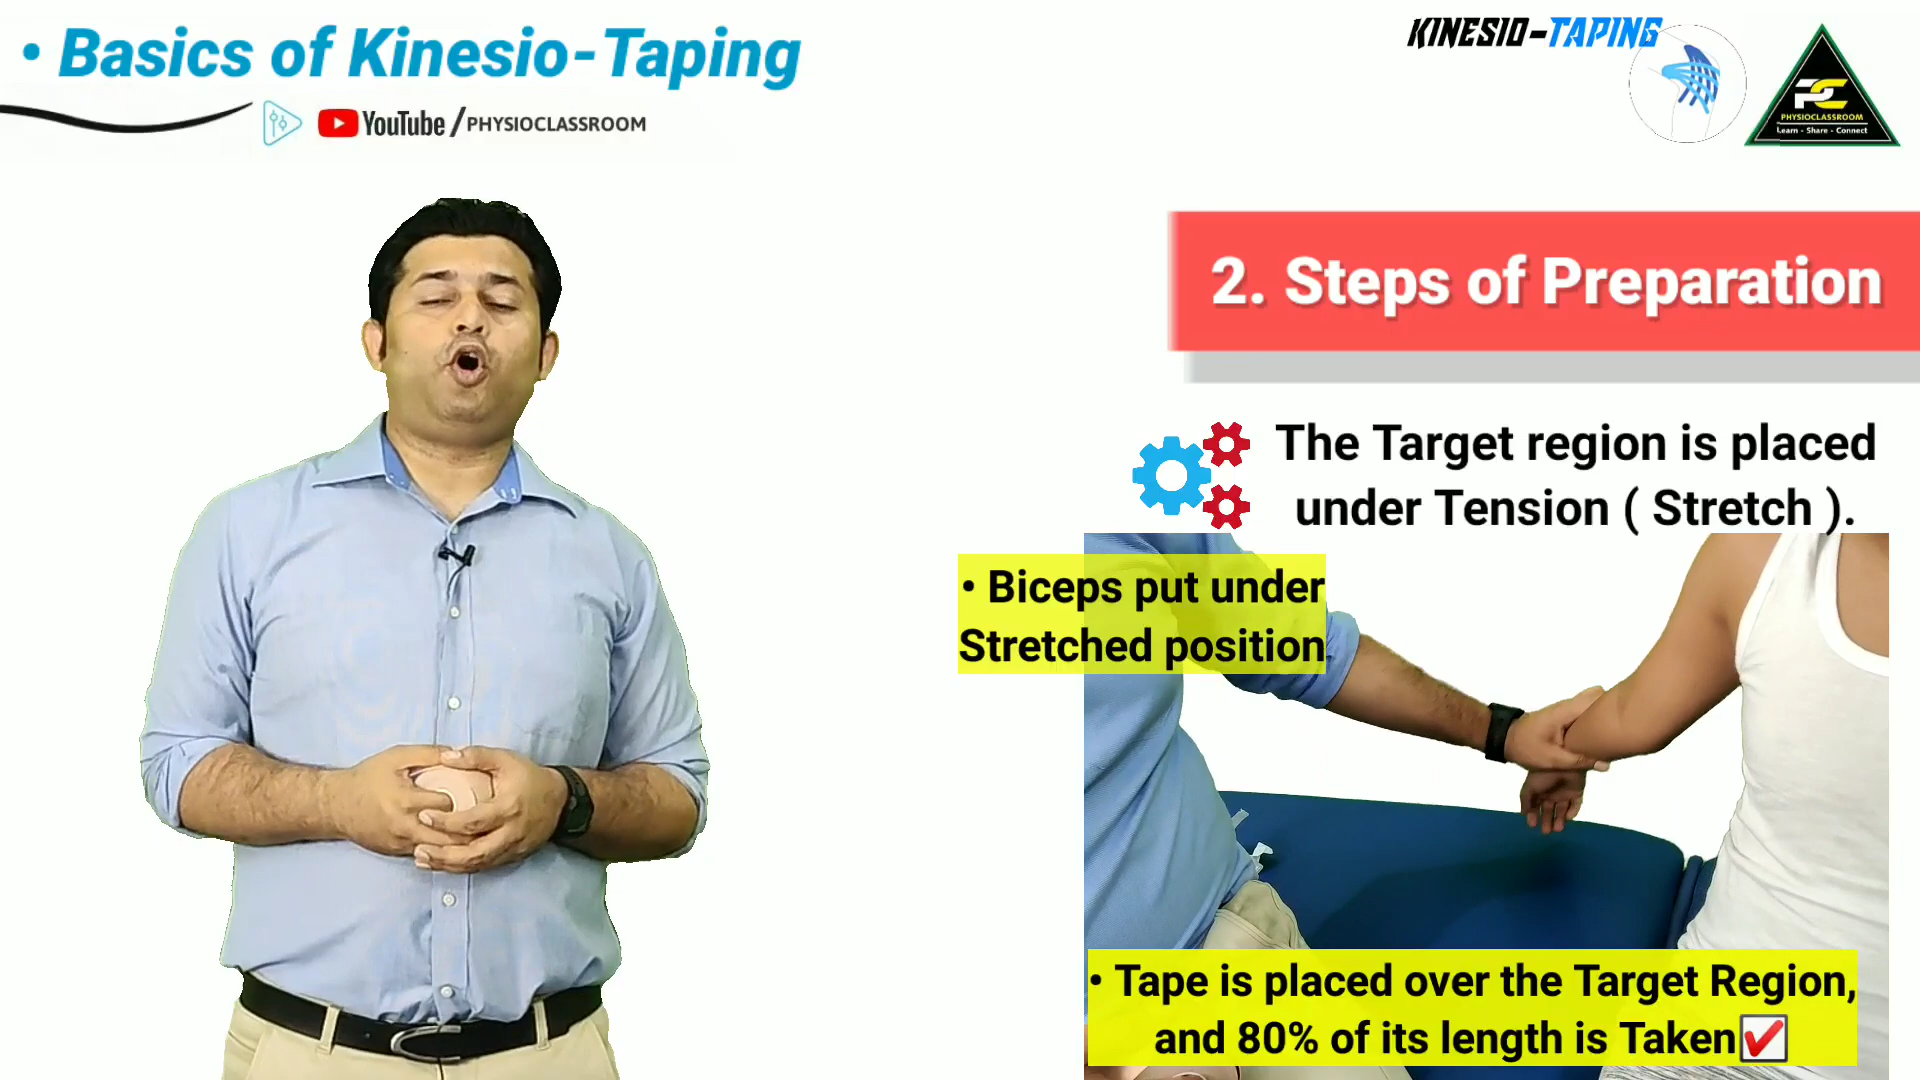 • Basics of Kinesio-Taping
YouTube /PHYSIOCLASSROOM
KINESIO-TAPING
PC
PHYSIOCLASSROOM
Learn - Share - Connect
2. Steps of Preparation
The Target region is placed
under Tension ( Stretch ).
• Biceps put under
Stretched position
• Tape is placed over the Target Region,
and 80% of its length is Taken